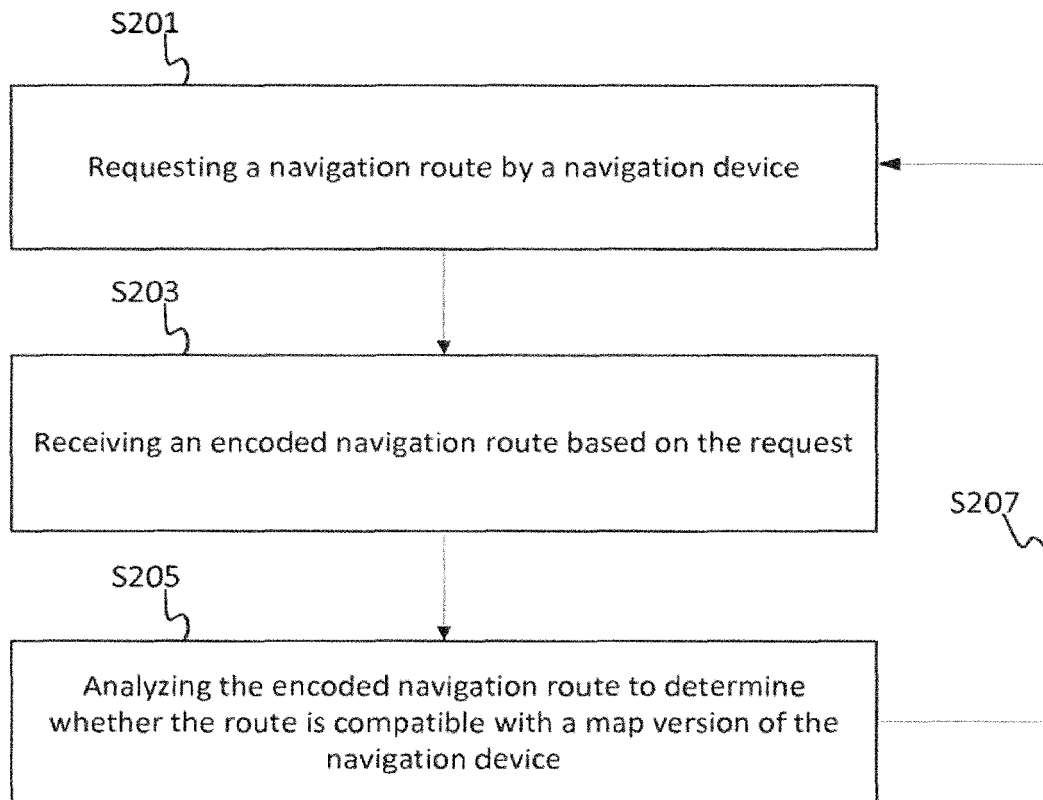 S201
Requesting a navigation route by a navigation device
S203
Receiving an encoded navigation route based on the request
S207
S205
Analyzing the encoded navigation route to determine
whether the route is compatible with a map version of the
navigation device